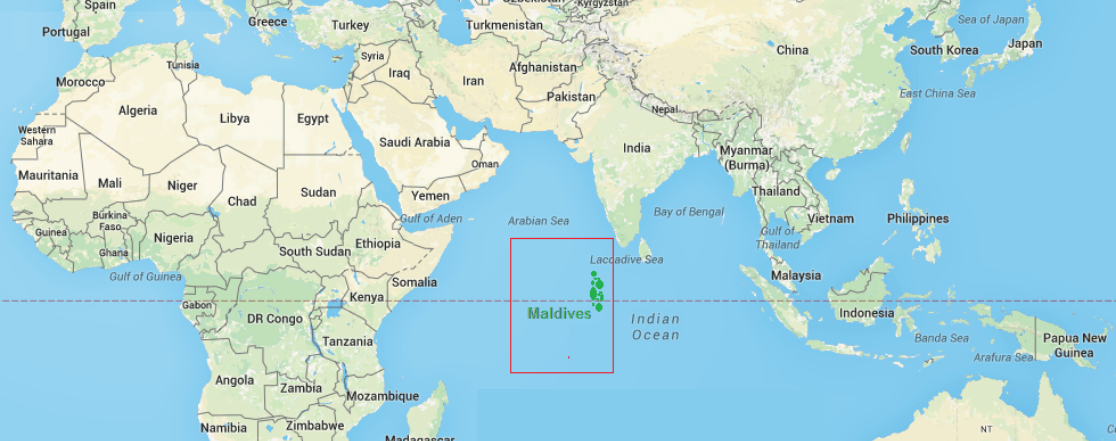 Spain
Portugal
Greece
Turkey
Uzbekistan
Kyrgyzstan
Turkmenistan
Sea of Japan
Japan
South Korea
China
Tunisia
Syria
Iraq
Iran
Afghanistan
Morocco
Algeria
Libya
Egypt
Pakistan
Nepal
East China Sea
Western
Sahara
Saudi Arabia
Oman
India
Myanmar
(Burma)
Mauritania
Mali
Niger
Chad
Sudan
Yemen
Thailand
Burkina
Faso
Guinea
Ghana
Nigeria
South Sudan
Ethiopia
Gulf of Aden
Arabian Sea
Bay of Bengal
Vietnam
Philippines
Gulf of
Thailand
Gulf of Guinea
Somalia
Laccadive Sea
Malaysia
Gabon
DR Congo
Kenya
Maldives
Indian
Ocean
Indonesia
Tanzania
Banda Sea
Arafura Sea
Papua New
Guinea
Angola
Zambia
Mozambique
Namibia
Zimbabwe
Madagascar
NT